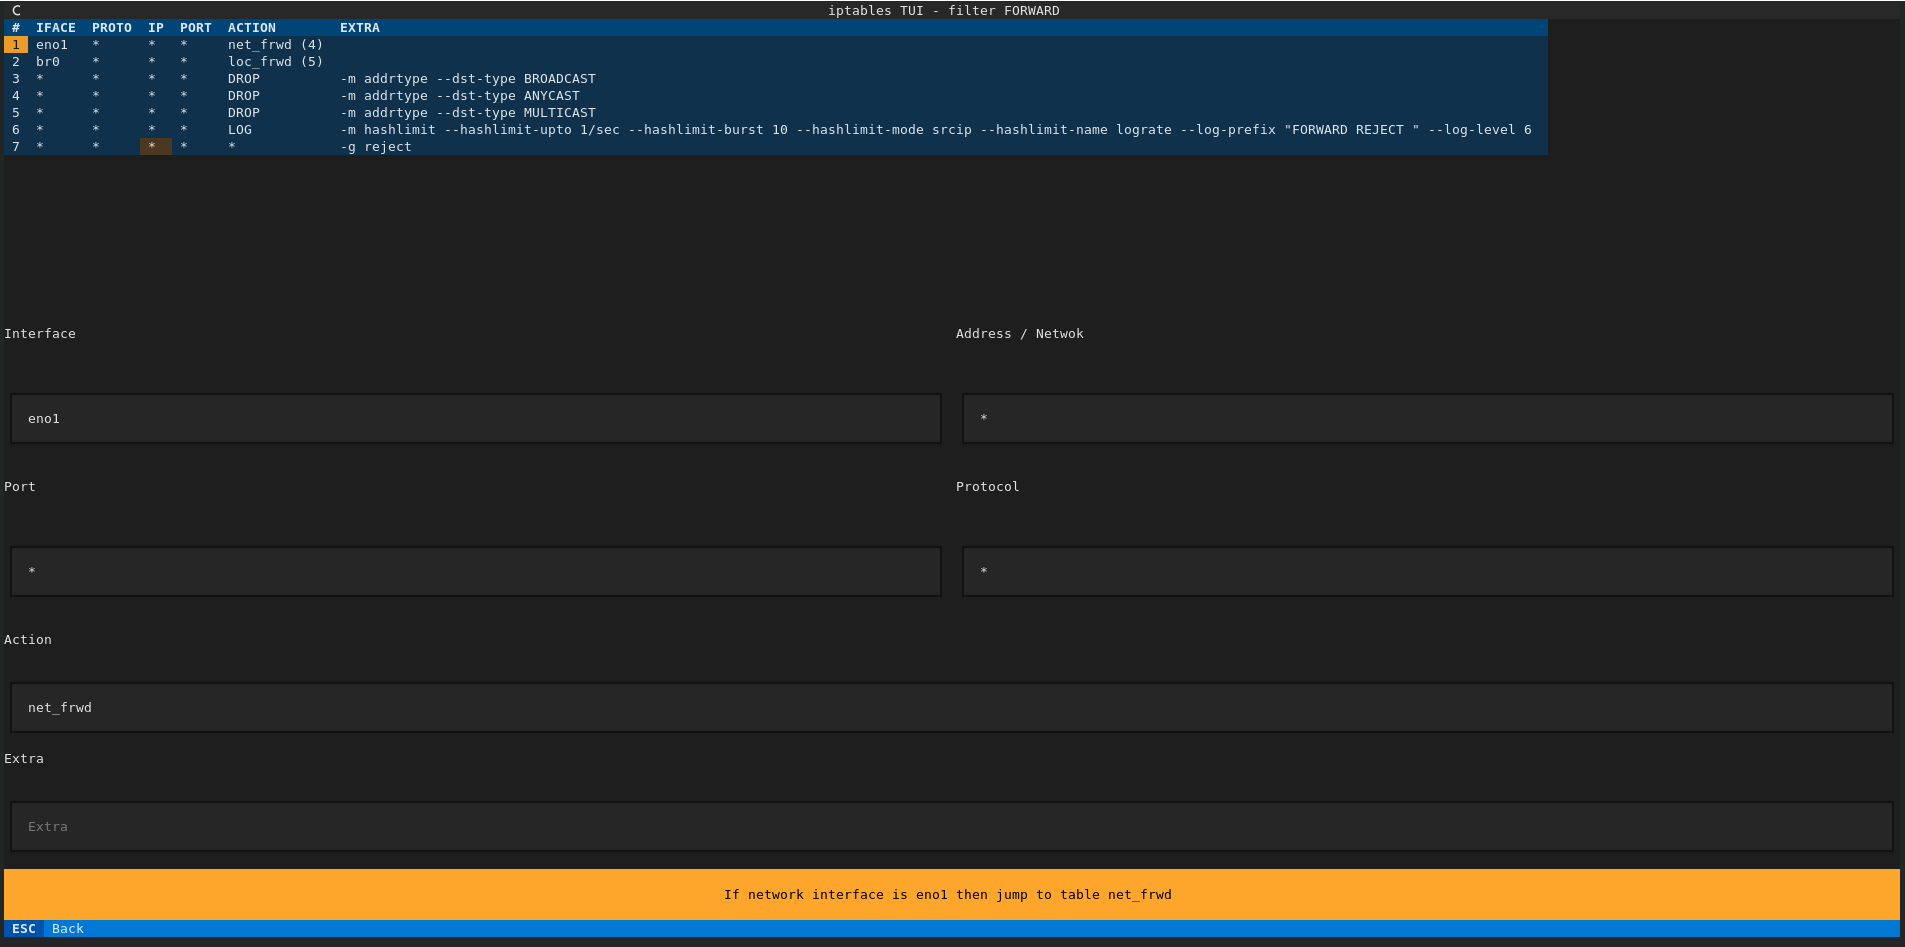 C iptables TUI - filter FORWARD
# IFACE PROTO IP PORT ACTION EXTRA
1 eno1 * * * net_frwd (4)
2 br0 * * * loc_frwd (5)
3 * * * * DROP -m addrtype --dst-type BROADCAST
4 * * * * DROP -m addrtype --dst-type ANYCAST
5 * * * * DROP -m addrtype --dst-type MULTICAST
6 * * * * LOG -m hashlimit --hashlimit-upto 1/sec --hashlimit-burst 10 --hashlimit-mode srcip --hashlimit-name lograte --log-prefix "FORWARD REJECT " --log-level 6
7 * * * * * -g reject
Interface Address / Netwok
eno1 *
Port Protocol
* *
Action
net_frwd
Extra
Extra
If network interface is eno1 then jump to table net_frwd
ESC Back